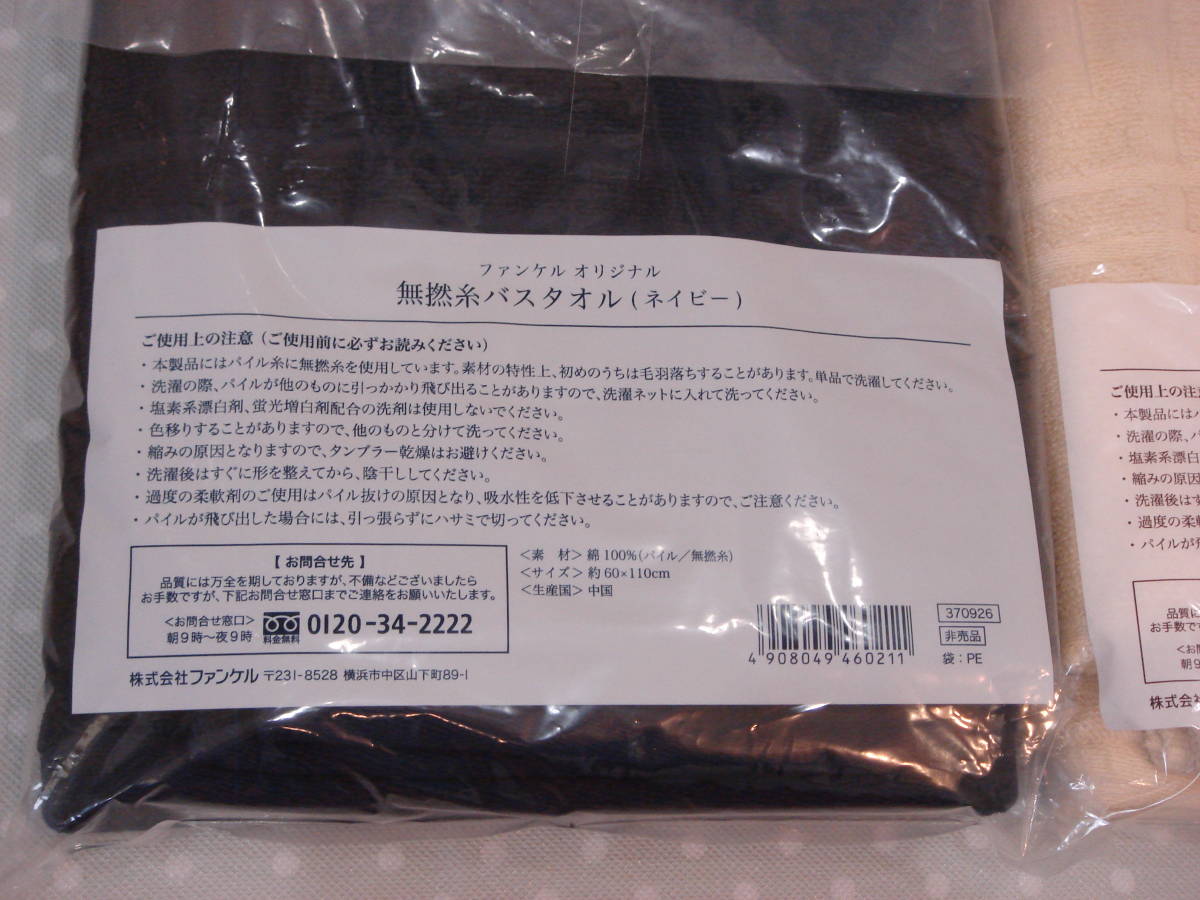 ファンケル オリジナル
無撚糸バスタオル(ネイビー)
ご使用上の注意(ご使用前に必ずお読みください)
・本製品にはパイル糸に無撚糸を使用しています。素材の特性上、初めのうちは毛羽落ちすることがあります。単品で洗濯してください。
・洗濯の際、パイルが他のものに引っかかり飛び出ることがありますので、洗濯ネットに入れて洗ってください。
・塩素系漂白剤、蛍光増白剤配合の洗剤は使用しないでください。
・色移りすることがありますので、他のものと分けて洗ってください。
・縮みの原因となりますので、タンブラー乾燥はお避けください。
・洗濯後はすぐに形を整えてから、陰干ししてください。
・過度の柔軟剤のご使用はパイル抜けの原因となり、吸水性を低下させることがありますので、ご注意ください。
・パイルが飛び出した場合には、引っ張らずにハサミで切ってください。
【お問合せ先】
品質には万全を期しておりますが、不備などございましたら
お手数ですが、下記お問合せ窓口までご連絡をお願いいたします。
<お問合せ窓口>
朝9時〜夜9時
料金無料
0120-34-2222
<素 材>綿100%(パイル/無撚糸)
<サイズ>約60×110cm
<生産国>中国
4 908049 460211
370926
非売品
袋:PE
株式会社ファンケル 〒231-8528 横浜市中区山下町89-1
ご使用上の注
・本製品には
・洗濯の際、
・塩素系漂白
・縮みの原因
・洗濯後は
・過度の柔
・パイルが
品質に
お手数で
朝9
株式会社